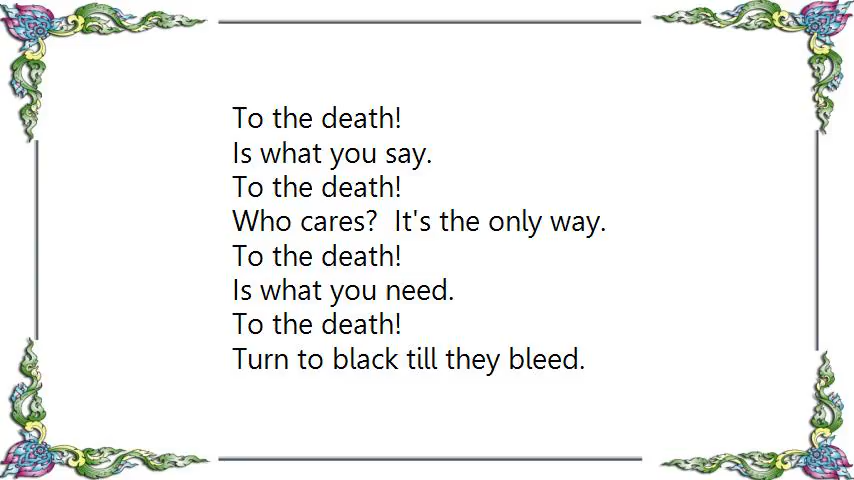 To the death!
Is what you say.
To the death!
Who cares?  It's the only way.
To the death!
Is what you need.
To the death!
Turn to black till they bleed.